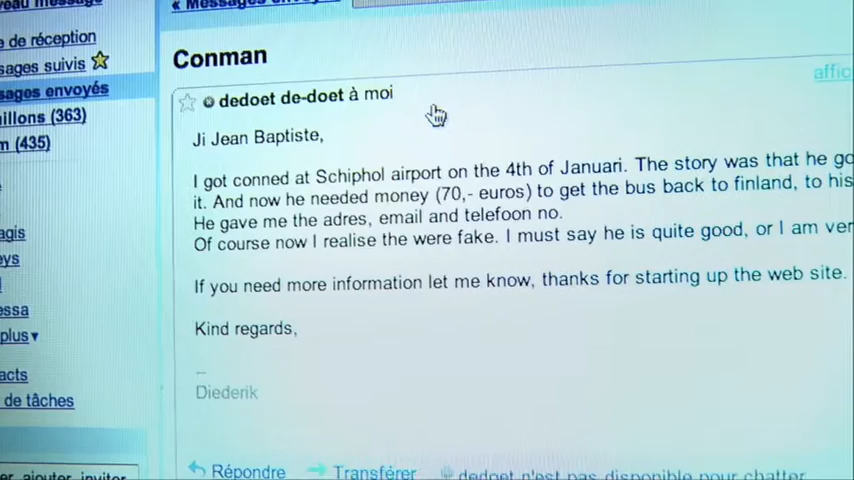 de réception
sages suivis
sages envoyés
illons (363)
m (435)
agis
eys
essa
plus▾
acts
de tâches
« Messages
Conman
dedoet de-doet à moi
affic
Ji Jean Baptiste,
I got conned at Schiphol airport on the 4th of Januari. The story was that he go
it. And now he needed money (70,- euros) to get the bus back to finland, to his
He gave me the adres, email and telefoon no.
Of course now I realise the were fake. I must say he is quite good, or I am ver
If you need more information let me know, thanks for starting up the web site.
Kind regards,
--
Diederik
Répondre
Transférer
dedoet n'est pas disponible pour chatter